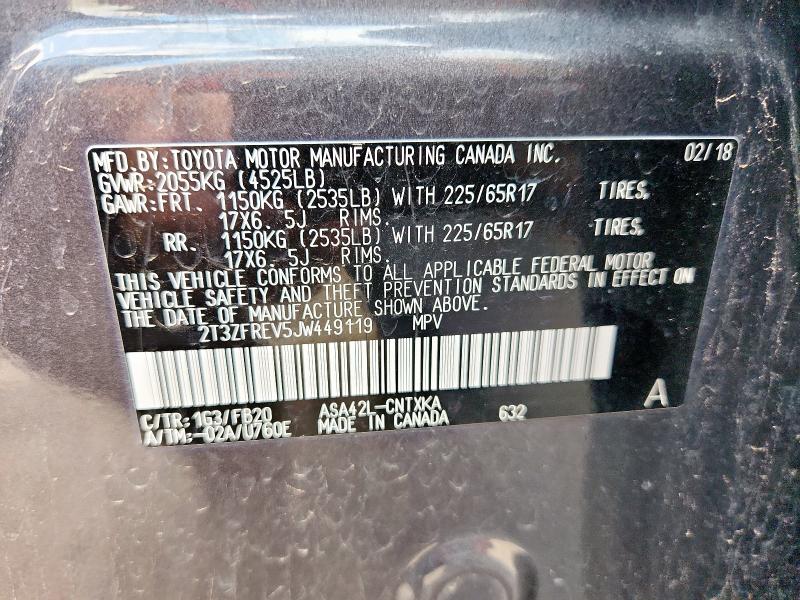 MFD. BY: TOYOTA MOTOR MANUFACTURING CANADA INC. 02/18
GVWR: 2055KG (4525LB)
GAWR: FRT. 1150KG (2535LB) WITH 225/65R17 TIRES,
17X6. 5J RIMS.
RR. 1150KG (2535LB) WITH 225/65R17 TIRES,
17X6. 5J RIMS.
THIS VEHICLE CONFORMS TO ALL APPLICABLE FEDERAL MOTOR
VEHICLE SAFETY AND THEFT PREVENTION STANDARDS IN EFFECT ON
THE DATE OF MANUFACTURE SHOWN ABOVE.
2T3ZFREV5JW449119 MPV
A
C/TR: 1G3/FB20 ASA42L-CNTXKA 632
A/TM: -02A/U760E MADE IN CANADA